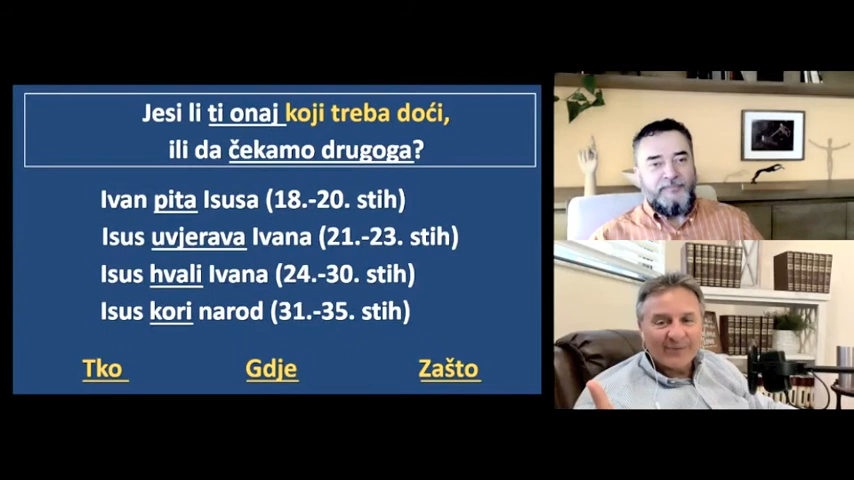 Jesi li ti onaj koji treba doći,
ili da čekamo drugoga?
Ivan pita Isusa (18.-20. stih)
Isus uvjerava Ivana (21.-23. stih)
Isus hvali Ivana (24.-30. stih)
Isus kori narod (31.-35. stih)
Tko Gdje Zašto